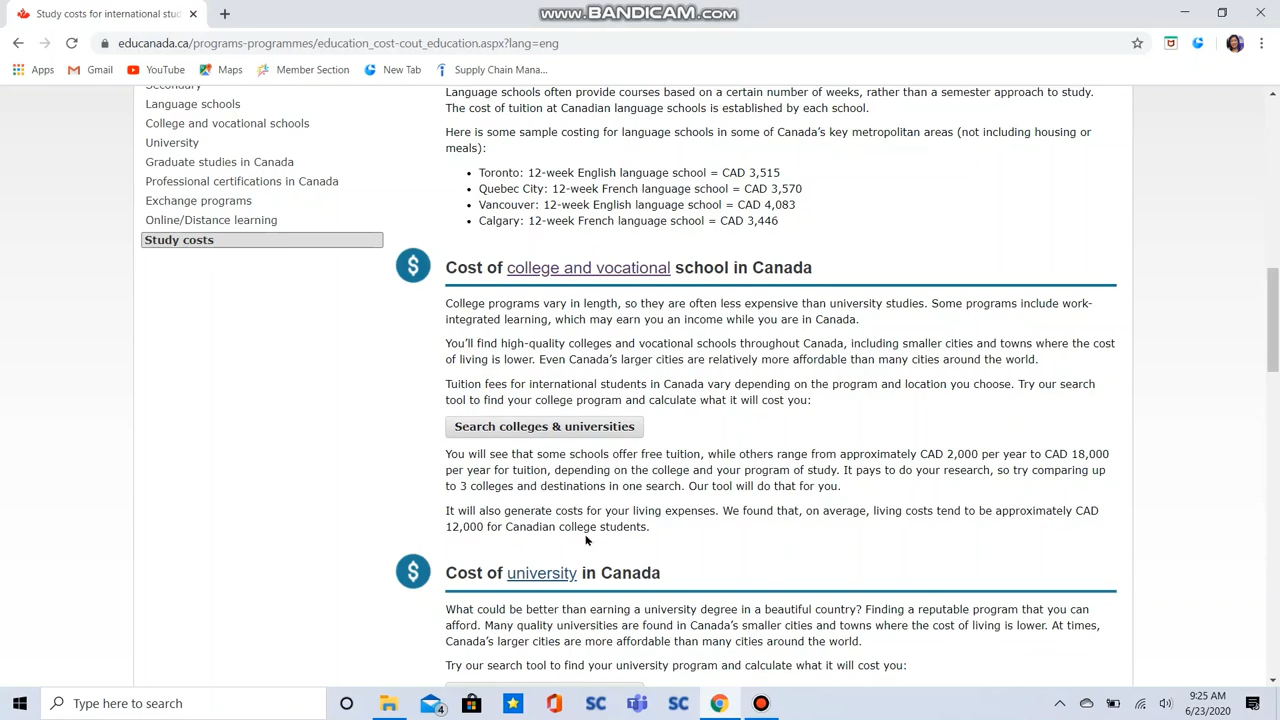 Study costs for international stud
www.BANDICAM.com
educanada.ca/programs-programmes/education_cost-cout_education.aspx?lang=eng
Apps
Gmail
YouTube
Maps
Member Section
New Tab
Supply Chain Mana...
Secondary
Language schools
College and vocational schools
University
Graduate studies in Canada
Professional certifications in Canada
Exchange programs
Online/Distance learning
Study costs
Language schools often provide courses based on a certain number of weeks, rather than a semester approach to study.
The cost of tuition at Canadian language schools is established by each school.
Here is some sample costing for language schools in some of Canada's key metropolitan areas (not including housing or
meals):
• Toronto: 12-week English language school = CAD 3,515
• Quebec City: 12-week French language school = CAD 3,570
• Vancouver: 12-week English language school = CAD 4,083
• Calgary: 12-week French language school = CAD 3,446
$
Cost of college and vocational school in Canada
College programs vary in length, so they are often less expensive than university studies. Some programs include work-
integrated learning, which may earn you an income while you are in Canada.
You'll find high-quality colleges and vocational schools throughout Canada, including smaller cities and towns where the cost
of living is lower. Even Canada's larger cities are relatively more affordable than many cities around the world.
Tuition fees for international students in Canada vary depending on the program and location you choose. Try our search
tool to find your college program and calculate what it will cost you:
Search colleges & universities
You will see that some schools offer free tuition, while others range from approximately CAD 2,000 per year to CAD 18,000
per year for tuition, depending on the college and your program of study. It pays to do your research, so try comparing up
to 3 colleges and destinations in one search. Our tool will do that for you.
It will also generate costs for your living expenses. We found that, on average, living costs tend to be approximately CAD
12,000 for Canadian college students.
$
Cost of university in Canada
What could be better than earning a university degree in a beautiful country? Finding a reputable program that you can
afford. Many quality universities are found in Canada's smaller cities and towns where the cost of living is lower. At times,
Canada's larger cities are more affordable than many cities around the world.
Try our search tool to find your university program and calculate what it will cost you:
Type here to search
4
SC
SC
9:25 AM
6/23/2020